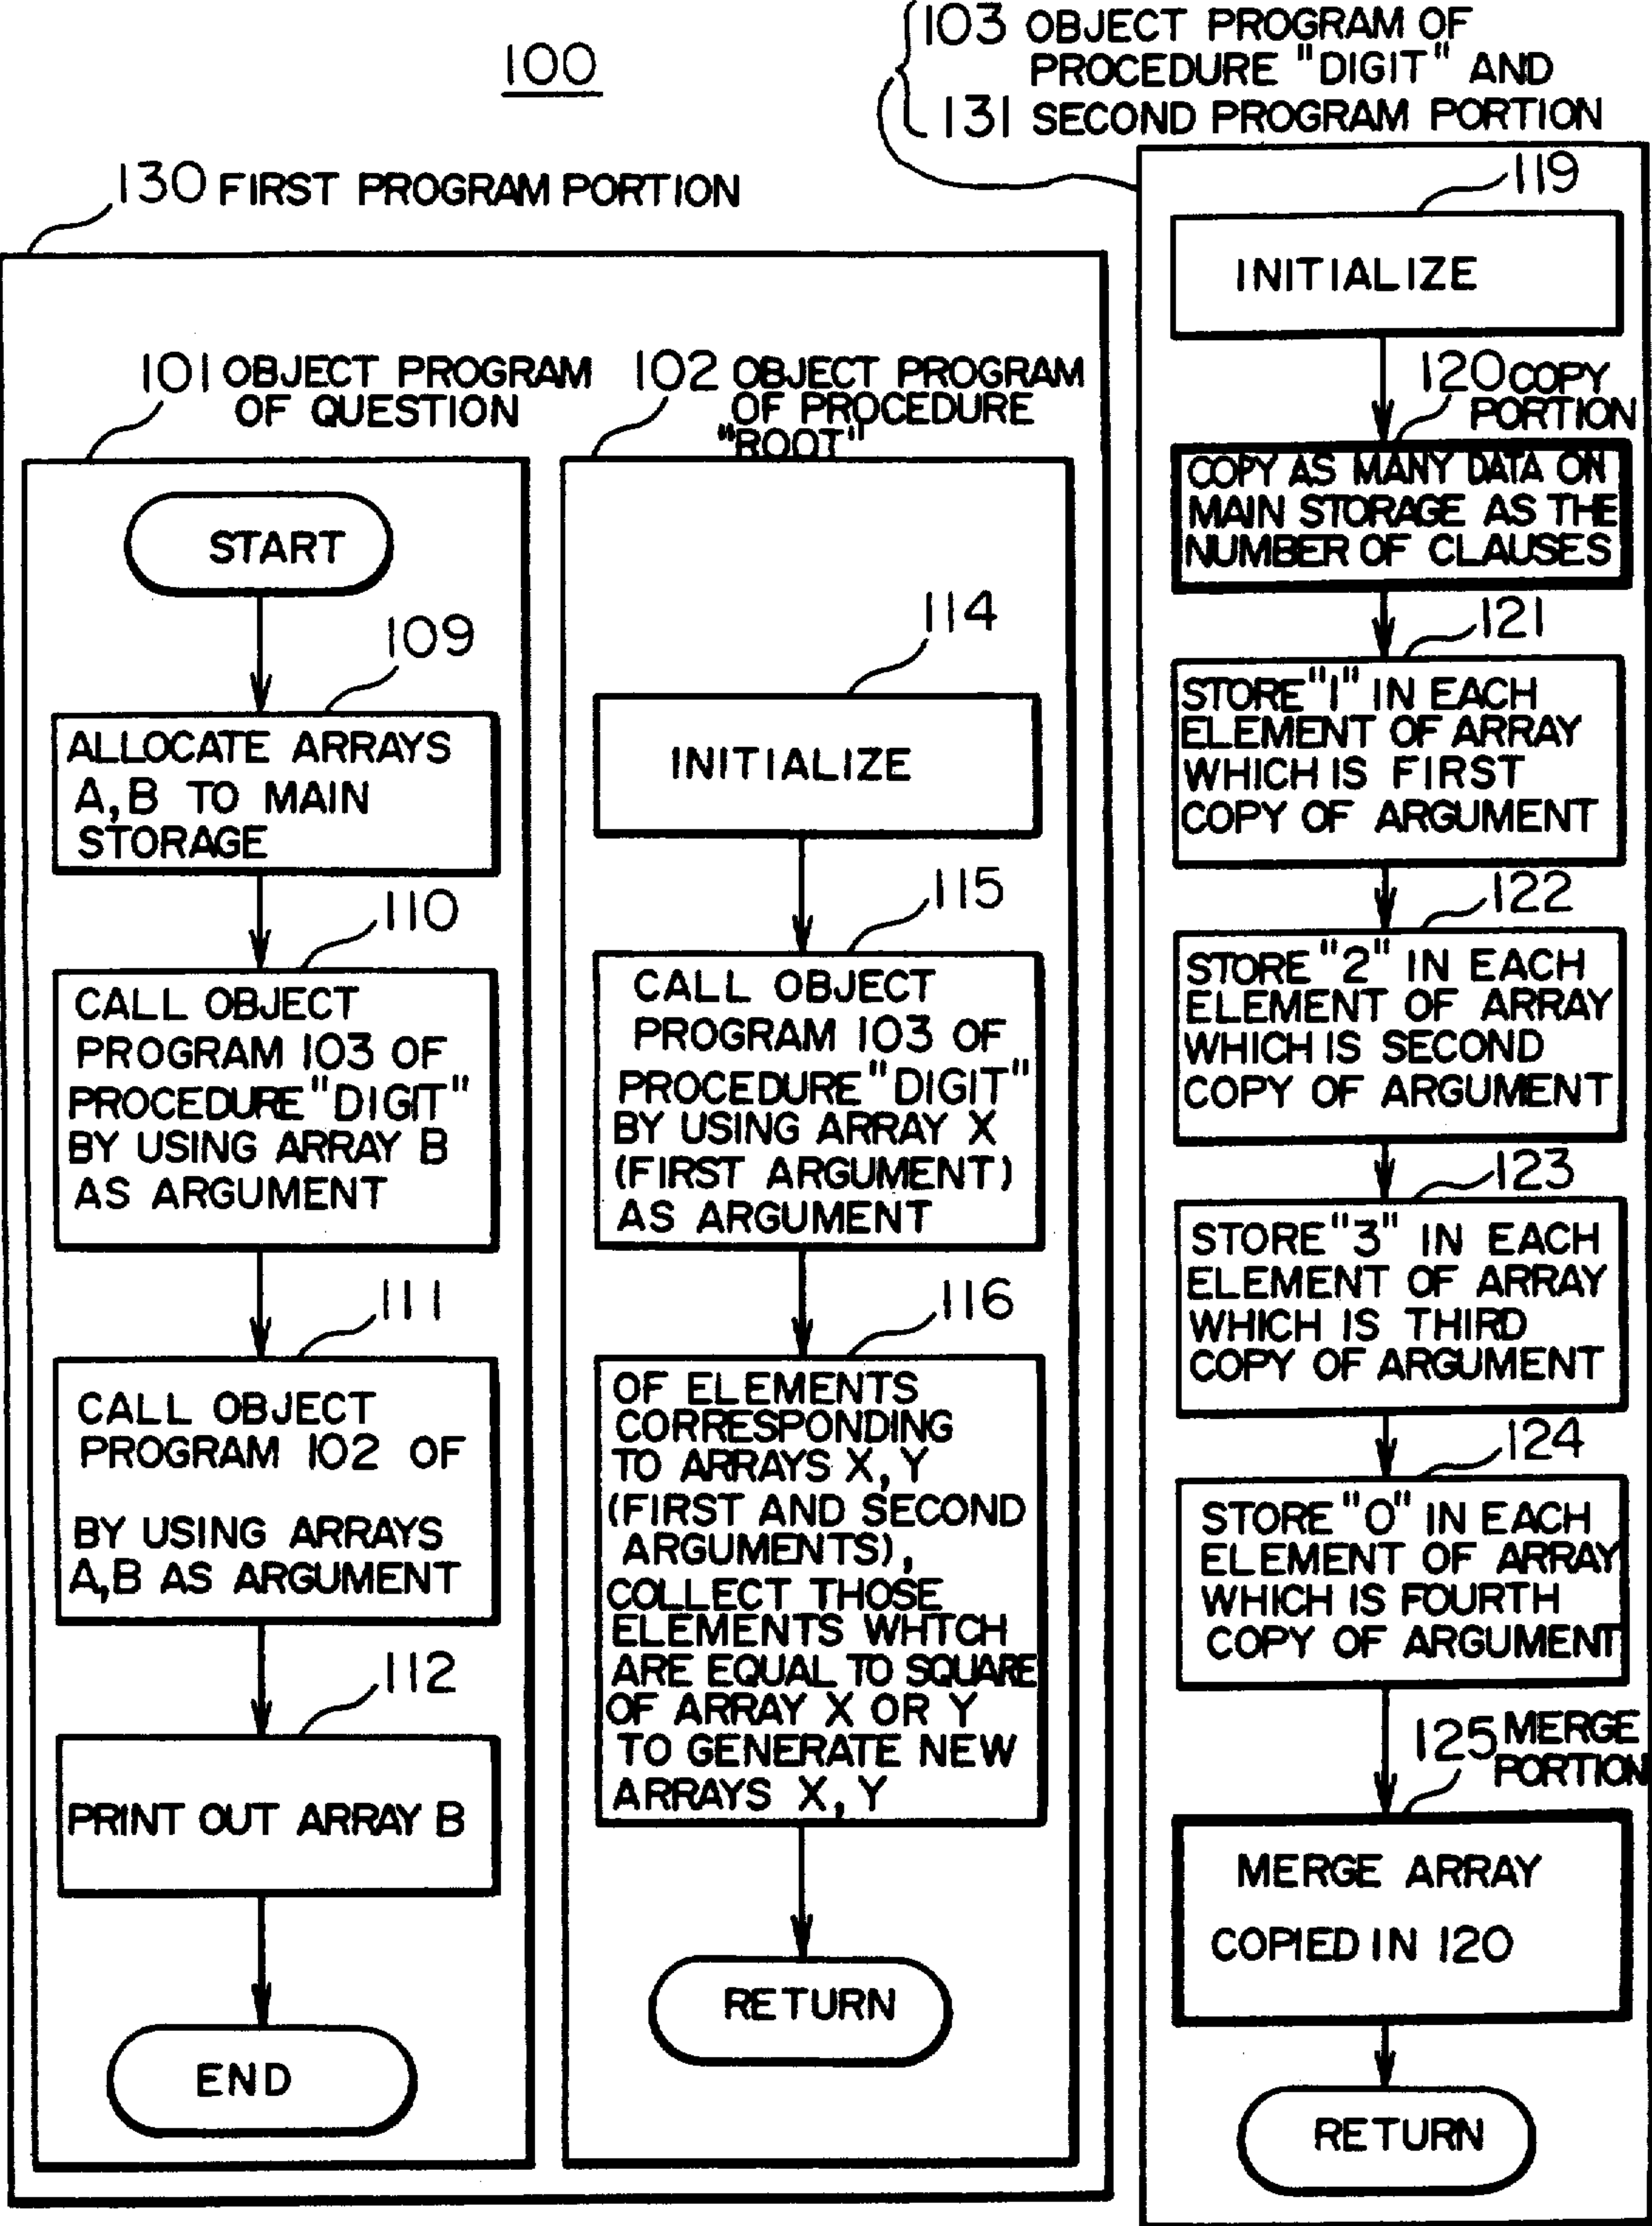 100
103 OBJECT PROGRAM OF
PROCEDURE "DIGIT" AND
131 SECOND PROGRAM PORTION
130 FIRST PROGRAM PORTION
101 OBJECT PROGRAM
OF QUESTION
START
109
ALLOCATE ARRAYS
A, B TO MAIN
STORAGE
110
CALL OBJECT
PROGRAM 103 OF
PROCEDURE "DIGIT"
BY USING ARRAY B
AS ARGUMENT
111
CALL OBJECT
PROGRAM 102 OF
BY USING ARRAYS
A,B AS ARGUMENT
112
PRINT OUT ARRAY B
END
102 OBJECT PROGRAM
OF PROCEDURE
"ROOT"
114
INITIALIZE
115
CALL OBJECT
PROGRAM 103 OF
PROCEDURE "DIGIT"
BY USING ARRAY X
(FIRST ARGUMENT)
AS ARGUMENT
116
OF ELEMENTS
CORRESPONDING
TO ARRAYS X, Y
(FIRST AND SECOND
ARGUMENTS),
COLLECT THOSE
ELEMENTS WHTCH
ARE EQUAL TO SQUARE
OF ARRAY X OR Y
TO GENERATE NEW
ARRAYS X, Y
RETURN
119
INITIALIZE
120 COPY
PORTION
COPY AS MANY DATA ON
MAIN STORAGE AS THE
NUMBER OF CLAUSES
121
STORE "1" IN EACH
ELEMENT OF ARRAY
WHICH IS FIRST
COPY OF ARGUMENT
122
STORE "2" IN EACH
ELEMENT OF ARRAY
WHICH IS SECOND
COPY OF ARGUMENT
123
STORE "3" IN EACH
ELEMENT OF ARRAY
WHICH IS THIRD
COPY OF ARGUMENT
124
STORE "0" IN EACH
ELEMENT OF ARRAY
WHICH IS FOURTH
COPY OF ARGUMENT
125 MERGE
PORTION
MERGE ARRAY
COPIED IN 120
RETURN